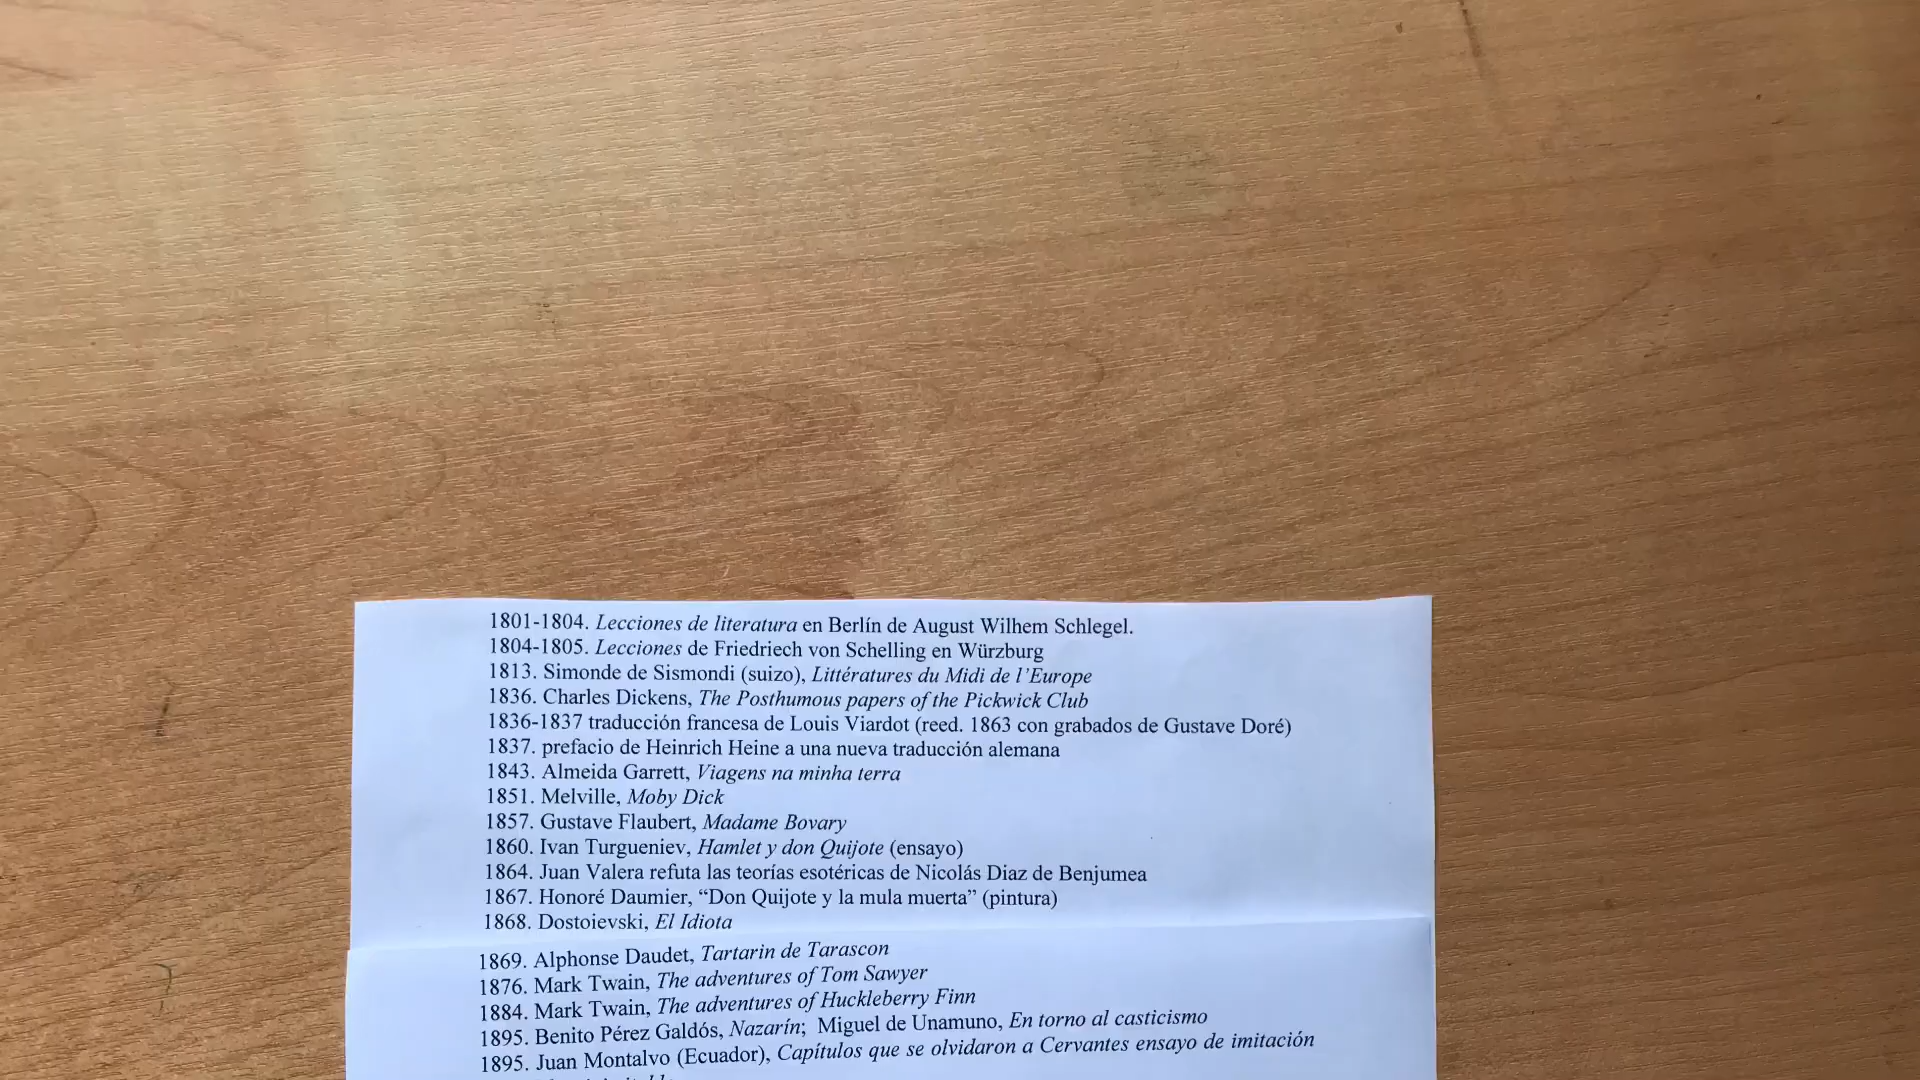 1801-1804. Lecciones de literatura en Berlín de August Wilhem Schlegel.
1804-1805. Lecciones de Friedriech von Schelling en Würzburg
1813. Simonde de Sismondi (suizo), Littératures du Midi de l'Europe
1836. Charles Dickens, The Posthumous papers of the Pickwick Club
1836-1837 traducción francesa de Louis Viardot (reed. 1863 con grabados de Gustave Doré)
1837. prefacio de Heinrich Heine a una nueva traducción alemana
1843. Almeida Garrett, Viagens na minha terra
1851. Melville, Moby Dick
1857. Gustave Flaubert, Madame Bovary
1860. Ivan Turgueniev, Hamlet y don Quijote (ensayo)
1864. Juan Valera refuta las teorías esotéricas de Nicolás Diaz de Benjumea
1867. Honoré Daumier, “Don Quijote y la mula muerta” (pintura)
1868. Dostoievski, El Idiota
1869. Alphonse Daudet, Tartarin de Tarascon
1876. Mark Twain, The adventures of Tom Sawyer
1884. Mark Twain, The adventures of Huckleberry Finn
1895. Benito Pérez Galdós, Nazarín; Miguel de Unamuno, En torno al casticismo
1895. Juan Montalvo (Ecuador), Capítulos que se olvidaron a Cervantes ensayo de imitación